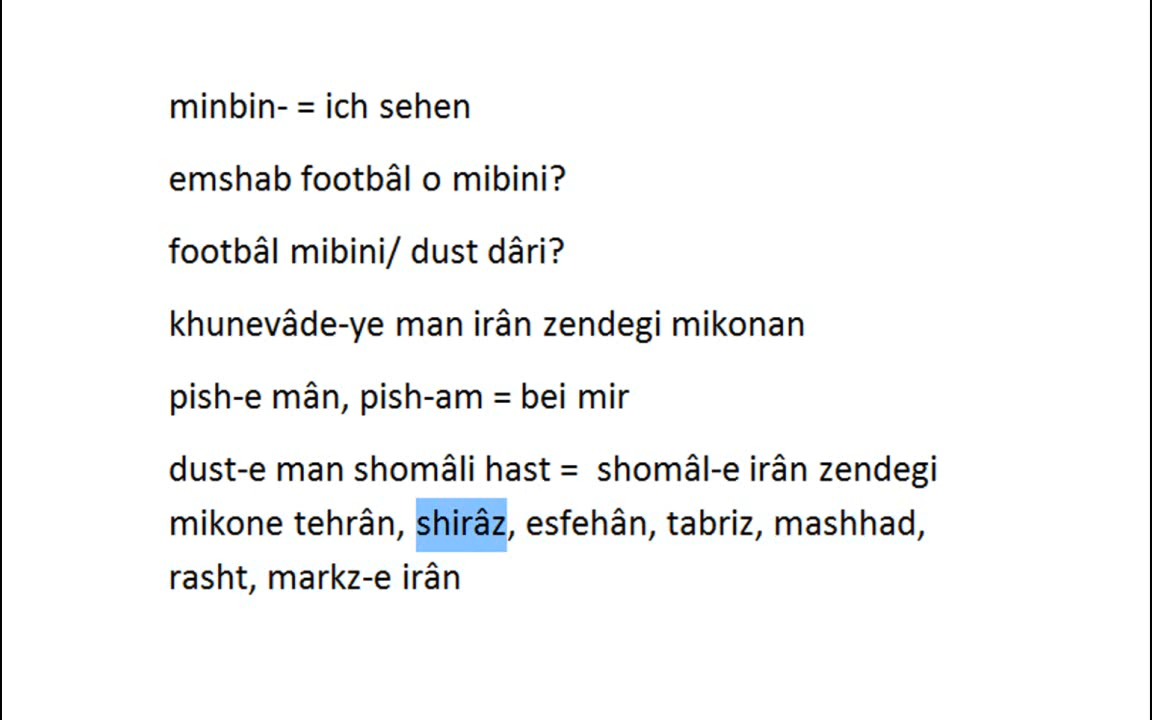 minbin- = ich sehen
emshab footbâl o mibini?
footbâl mibini/ dust dâri?
khunevâde-ye man irân zendegi mikonan
pish-e mân, pish-am = bei mir
dust-e man shomâli hast =  shomâl-e irân zendegi
mikone tehrân, shirâz, esfehân, tabriz, mashhad,
rasht, markz-e irân